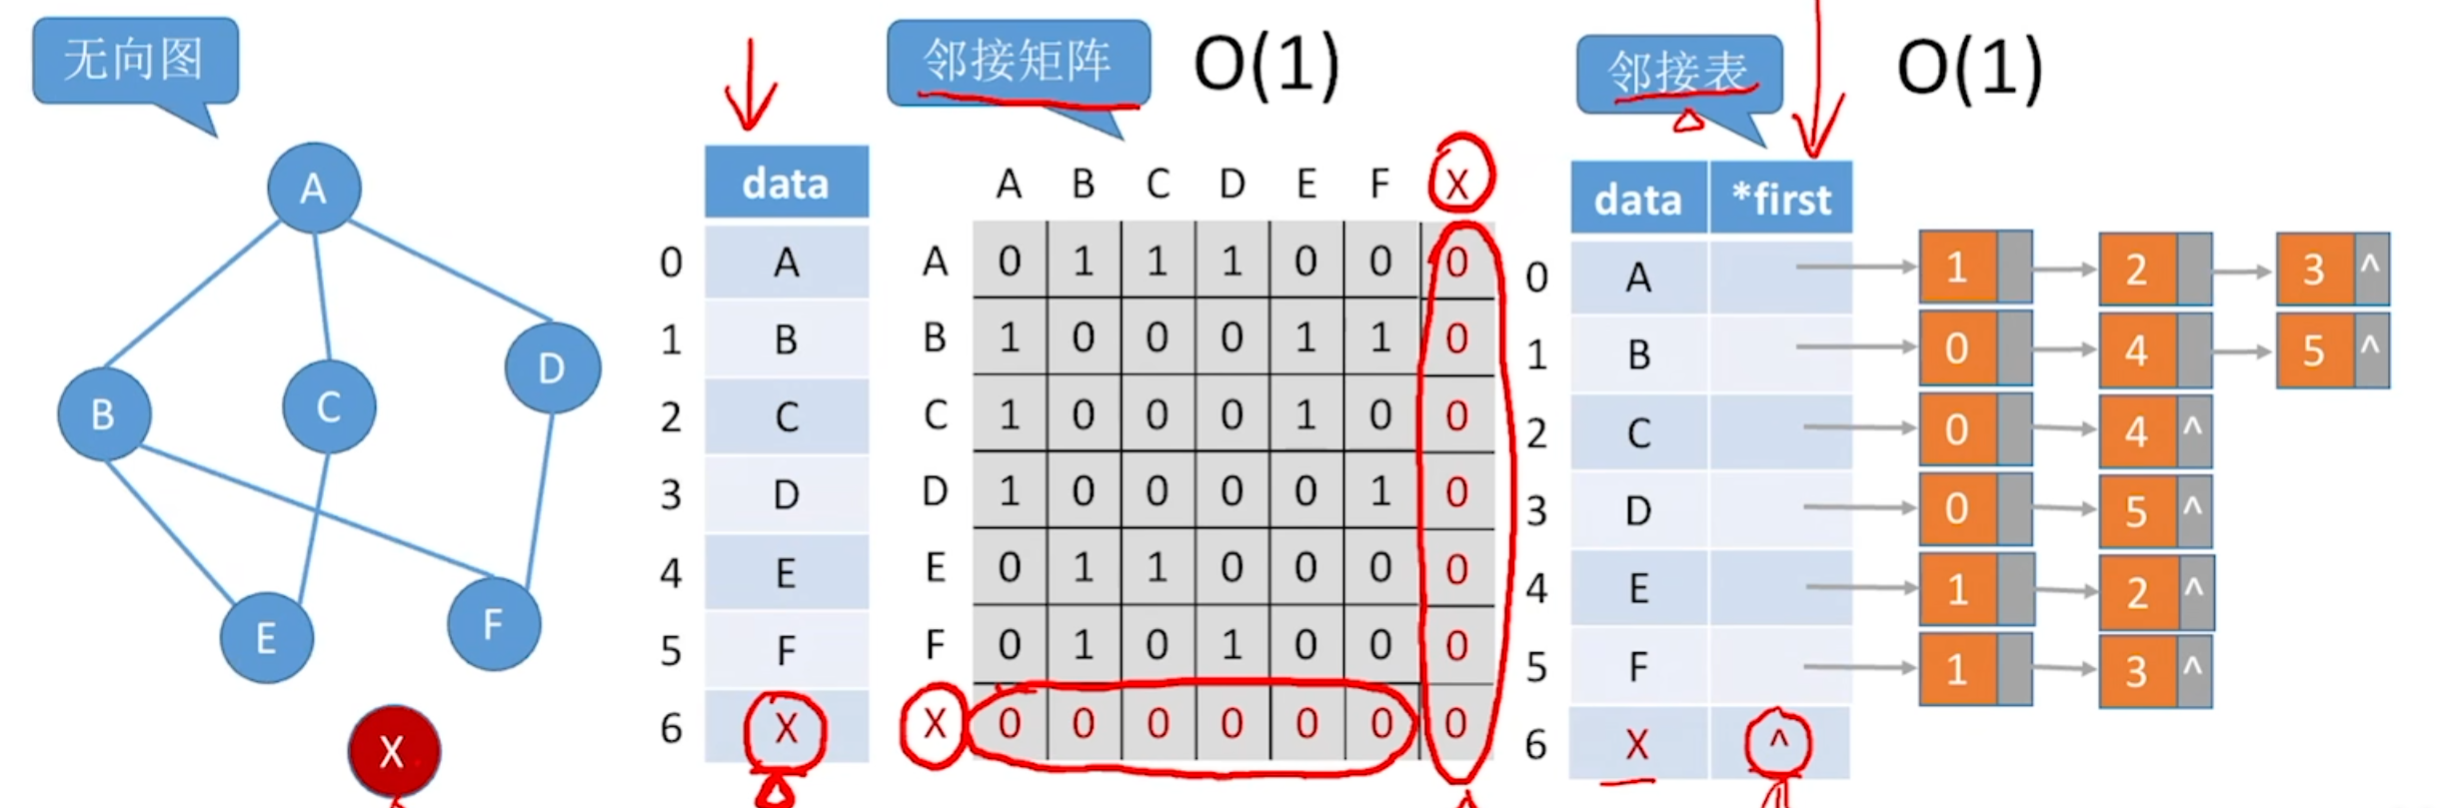 无向图
A
B
C
D
E
F
X
邻接矩阵 O(1)
data
0 A
1 B
2 C
3 D
4 E
5 F
6 X
A B C D E F X
A 0 1 1 1 0 0 0
B 1 0 0 0 1 1 0
C 1 0 0 0 1 0 0
D 1 0 0 0 0 1 0
E 0 1 1 0 0 0 0
F 0 1 0 1 0 0 0
X 0 0 0 0 0 0 0
邻接表 O(1)
data *first
0 A 1 2 3 ^
1 B 0 4 5 ^
2 C 0 4 ^
3 D 0 5 ^
4 E 1 2 ^
5 F 1 3 ^
6 X ^